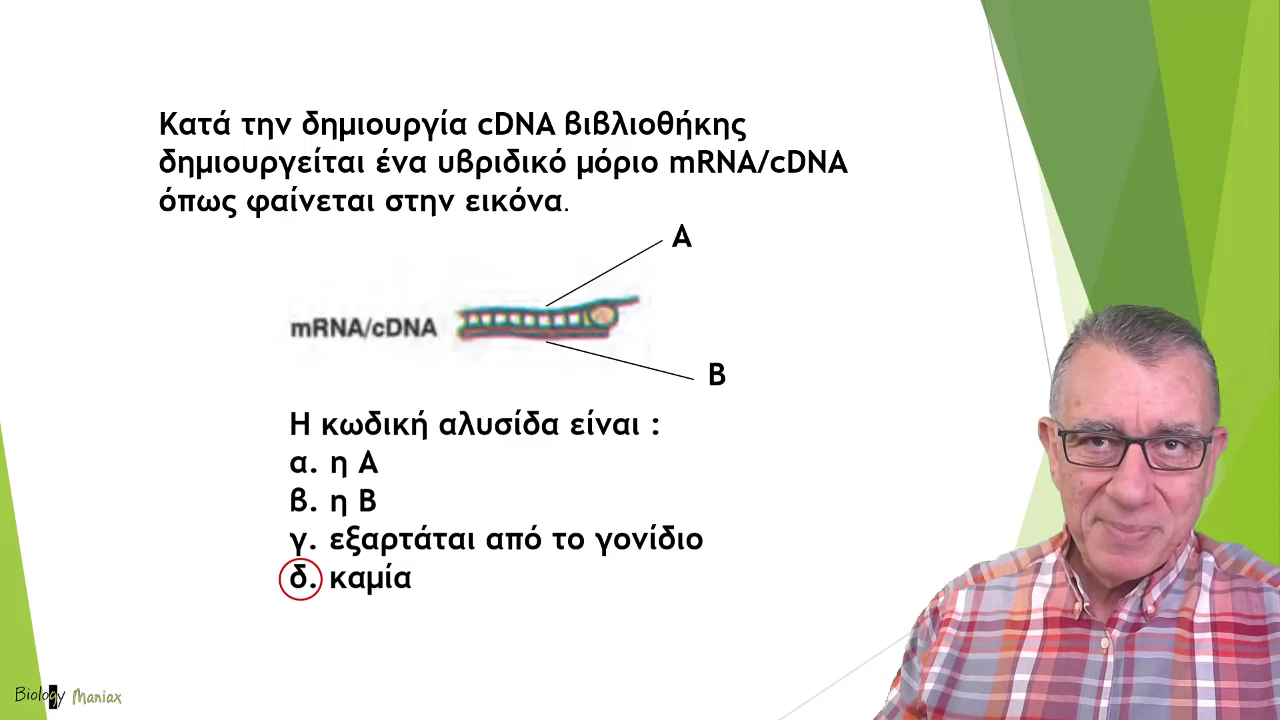 Κατά την δημιουργία cDNA βιβλιοθήκης
δημιουργείται ένα υβριδικό μόριο mRNA/cDNA
όπως φαίνεται στην εικόνα.
A
mRNA/cDNA
B
Η κωδική αλυσίδα είναι :
α. η Α
β. η Β
γ. εξαρτάται από το γονίδιο
δ. καμία
Biology Maniax